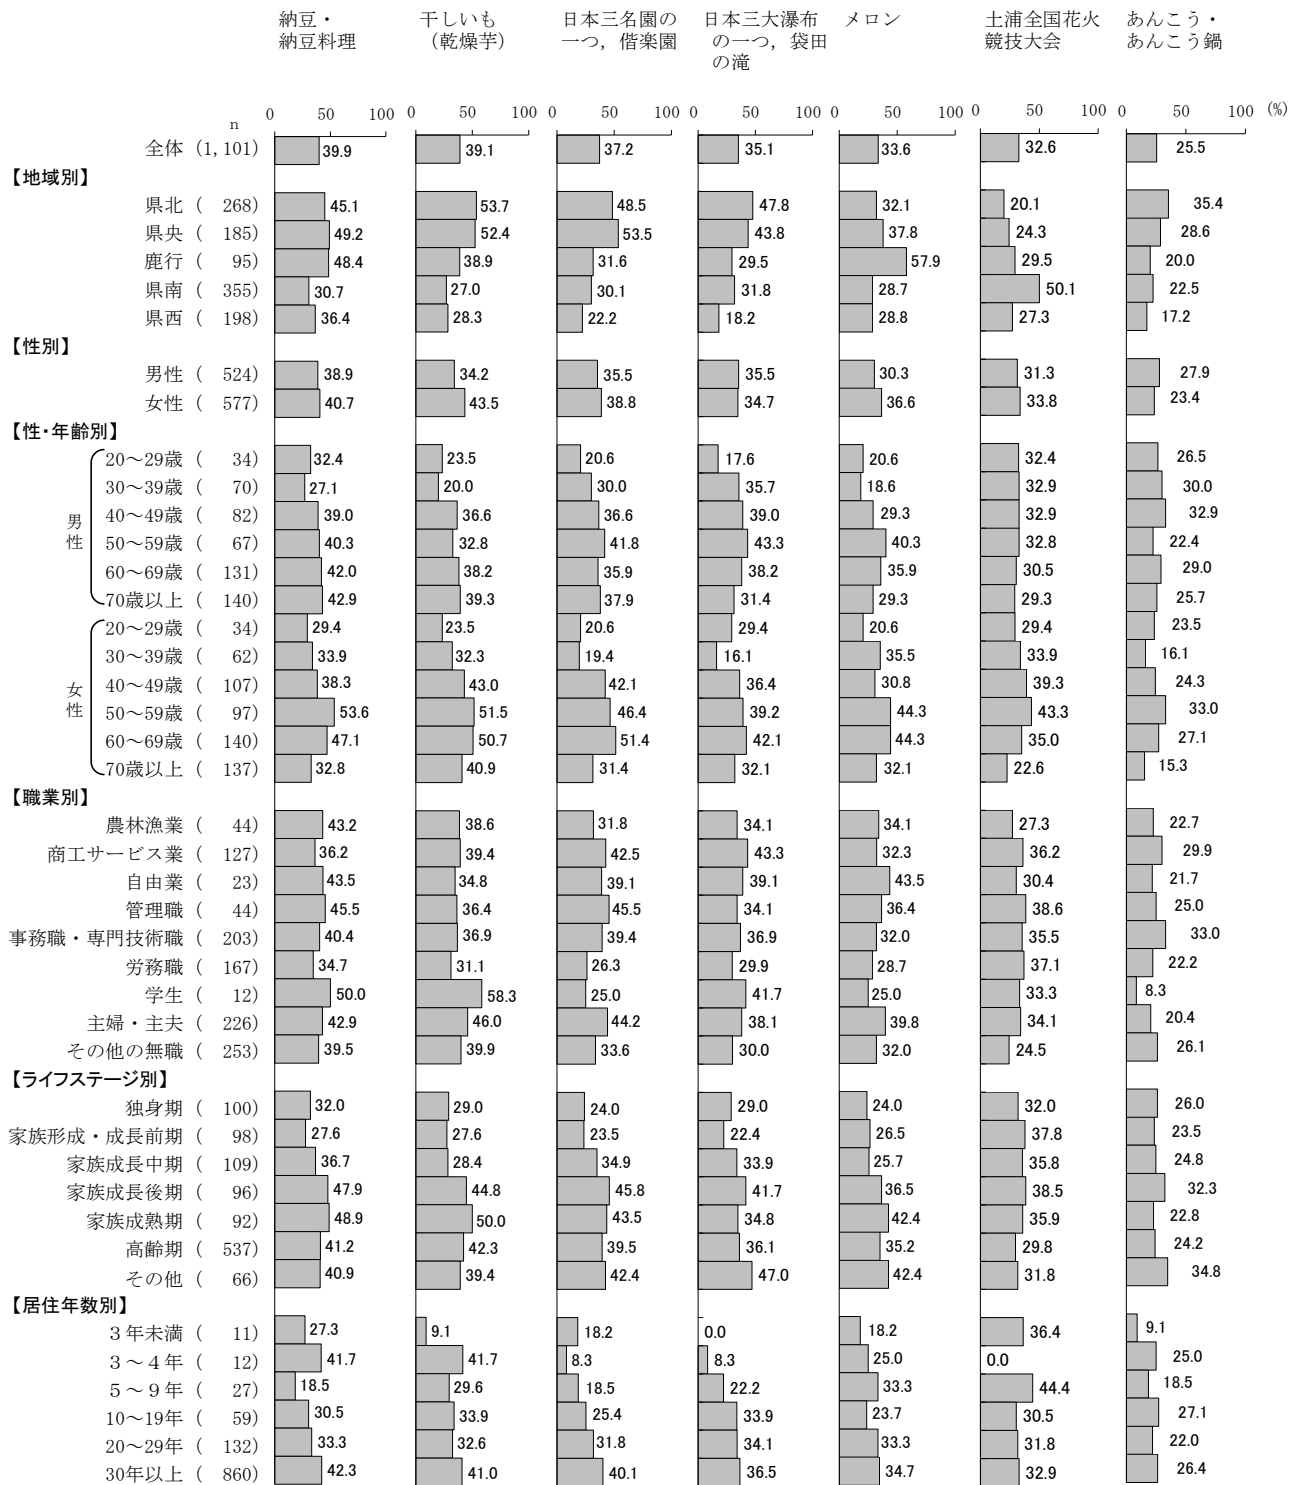 納豆・
納豆料理
干しいも
（乾燥芋）
日本三名園の
一つ，偕楽園
日本三大瀑布
の一つ，袋田
の滝
メロン
土浦全国花火
競技大会
あんこう・
あんこう鍋
n 0 50 100 0 50 100 0 50 100 0 50 100 0 50 100 0 50 100 0 50 100 (%)
全体 (1,101) 39.9 39.1 37.2 35.1 33.6 32.6 25.5
【地域別】
県北 ( 268) 45.1 53.7 48.5 47.8 32.1 20.1 35.4
県央 ( 185) 49.2 52.4 53.5 43.8 37.8 24.3 28.6
鹿行 ( 95) 48.4 38.9 31.6 29.5 57.9 29.5 20.0
県南 ( 355) 30.7 27.0 30.1 31.8 28.7 50.1 22.5
県西 ( 198) 36.4 28.3 22.2 18.2 28.8 27.3 17.2
【性別】
男性 ( 524) 38.9 34.2 35.5 35.5 30.3 31.3 27.9
女性 ( 577) 40.7 43.5 38.8 34.7 36.6 33.8 23.4
【性・年齢別】
男性
20～29歳 ( 34) 32.4 23.5 20.6 17.6 20.6 32.4 26.5
30～39歳 ( 70) 27.1 20.0 30.0 35.7 18.6 32.9 30.0
40～49歳 ( 82) 39.0 36.6 36.6 39.0 29.3 32.9 32.9
50～59歳 ( 67) 40.3 32.8 41.8 43.3 40.3 32.8 22.4
60～69歳 ( 131) 42.0 38.2 35.9 38.2 35.9 30.5 29.0
70歳以上 ( 140) 42.9 39.3 37.9 31.4 29.3 29.3 25.7
女性
20～29歳 ( 34) 29.4 23.5 20.6 29.4 20.6 29.4 23.5
30～39歳 ( 62) 33.9 32.3 19.4 16.1 35.5 33.9 16.1
40～49歳 ( 107) 38.3 43.0 42.1 36.4 30.8 39.3 24.3
50～59歳 ( 97) 53.6 51.5 46.4 39.2 44.3 43.3 33.0
60～69歳 ( 140) 47.1 50.7 51.4 42.1 44.3 35.0 27.1
70歳以上 ( 137) 32.8 40.9 31.4 32.1 32.1 22.6 15.3
【職業別】
農林漁業 ( 44) 43.2 38.6 31.8 34.1 34.1 27.3 22.7
商工サービス業 ( 127) 36.2 39.4 42.5 43.3 32.3 36.2 29.9
自由業 ( 23) 43.5 34.8 39.1 39.1 43.5 30.4 21.7
管理職 ( 44) 45.5 36.4 45.5 34.1 36.4 38.6 25.0
事務職・専門技術職 ( 203) 40.4 36.9 39.4 36.9 32.0 35.5 33.0
労務職 ( 167) 34.7 31.1 26.3 29.9 28.7 37.1 22.2
学生 ( 12) 50.0 58.3 25.0 41.7 25.0 33.3 8.3
主婦・主夫 ( 226) 42.9 46.0 44.2 38.1 39.8 34.1 20.4
その他の無職 ( 253) 39.5 39.9 33.6 30.0 32.0 24.5 26.1
【ライフステージ別】
独身期 ( 100) 32.0 29.0 24.0 29.0 24.0 32.0 26.0
家族形成・成長前期 ( 98) 27.6 27.6 23.5 22.4 26.5 37.8 23.5
家族成長中期 ( 109) 36.7 28.4 34.9 33.9 25.7 35.8 24.8
家族成長後期 ( 96) 47.9 44.8 45.8 41.7 36.5 38.5 32.3
家族成熟期 ( 92) 48.9 50.0 43.5 34.8 42.4 35.9 22.8
高齢期 ( 537) 41.2 42.3 39.5 36.1 35.2 29.8 24.2
その他 ( 66) 40.9 39.4 42.4 47.0 42.4 31.8 34.8
【居住年数別】
３年未満 ( 11) 27.3 9.1 18.2 0.0 18.2 36.4 9.1
３～４年 ( 12) 41.7 41.7 8.3 8.3 25.0 0.0 25.0
５～９年 ( 27) 18.5 29.6 18.5 22.2 33.3 44.4 18.5
10～19年 ( 59) 30.5 33.9 25.4 33.9 23.7 30.5 27.1
20～29年 ( 132) 33.3 32.6 31.8 34.1 33.3 31.8 22.0
30年以上 ( 860) 42.3 41.0 40.1 36.5 34.7 32.9 26.4